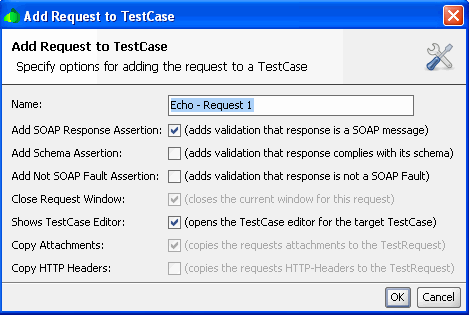 Add Request to TestCase
Add Request to TestCase
Specify options for adding the request to a TestCase
Name: Echo - Request 1
Add SOAP Response Assertion: (adds validation that response is a SOAP message)
Add Schema Assertion: (adds validation that response complies with its schema)
Add Not SOAP Fault Assertion: (adds validation that response is not a SOAP Fault)
Close Request Window: (closes the current window for this request)
Shows TestCase Editor: (opens the TestCase editor for the target TestCase)
Copy Attachments: (copies the requests attachments to the TestRequest)
Copy HTTP Headers: (copies the requests HTTP-Headers to the TestRequest)
OK Cancel